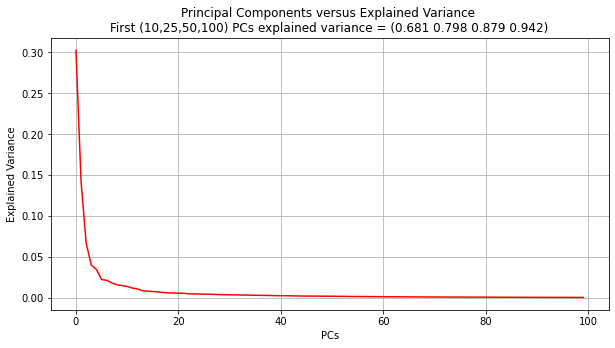 Principal Components versus Explained Variance
First (10,25,50,100) PCs explained variance = (0.681 0.798 0.879 0.942)
Explained Variance
0.30
0.25
0.20
0.15
0.10
0.05
0.00
0 20 40 60 80 100
PCs